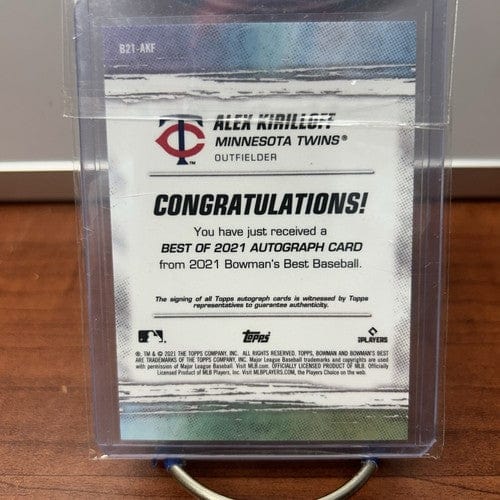 B21-AKF
TC
TM
ALEX KIRILLOFF
MINNESOTA TWINS®
OUTFIELDER
CONGRATULATIONS!
You have just received a
BEST OF 2021 AUTOGRAPH CARD
from 2021 Bowman's Best Baseball.
The signing of all Topps autograph cards is witnessed by Topps
representatives to guarantee authenticity.
Topps
PLAYERS
®, TM & © 2021 THE TOPPS COMPANY, INC. ALL RIGHTS RESERVED. TOPPS, BOWMAN AND BOWMAN'S BEST
ARE TRADEMARKS OF THE TOPPS COMPANY, INC. Major League Baseball trademarks and copyrights are used
with permission of Major League Baseball. Visit MLB.com. OFFICIALLY LICENSED PRODUCT OF MLB. Officially
Licensed Product of MLB Players, Inc. Visit MLBPLAYERS.COM, the Players Choice on the web.